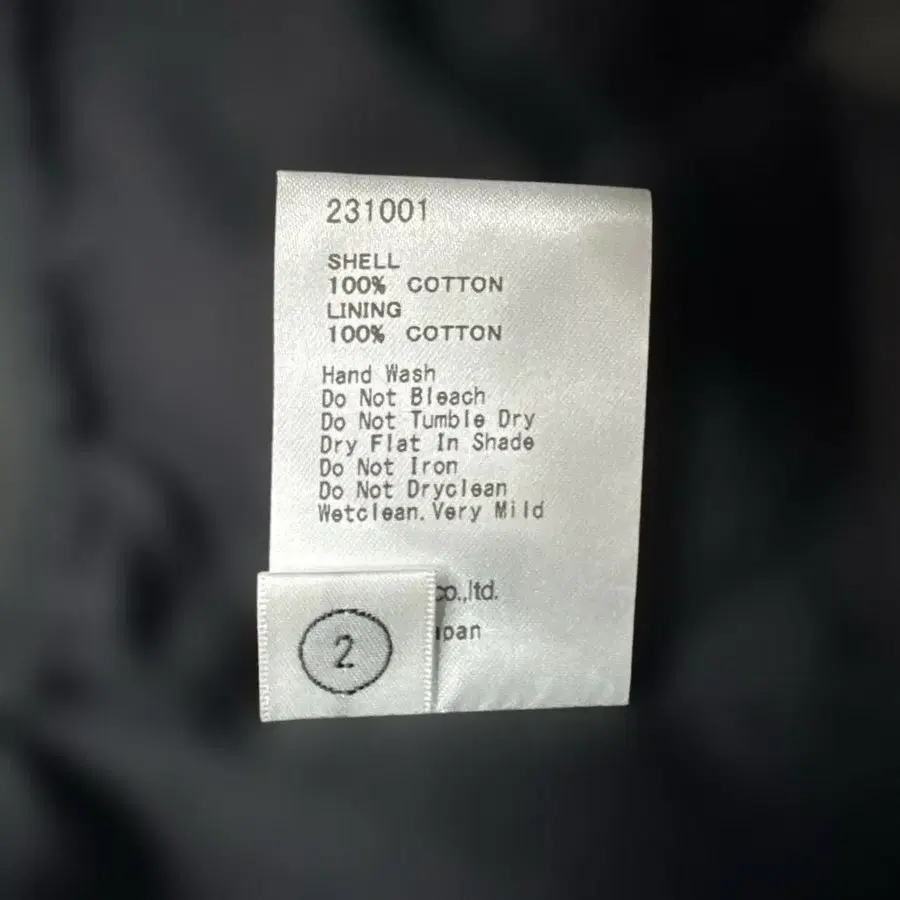 231001
SHELL
100% COTTON
LINING
100% COTTON
Hand Wash
Do Not Bleach
Do Not Tumble Dry
Dry Flat In Shade
Do Not Iron
Do Not Dryclean
Wetclean.Very Mild
co.,ltd.
2